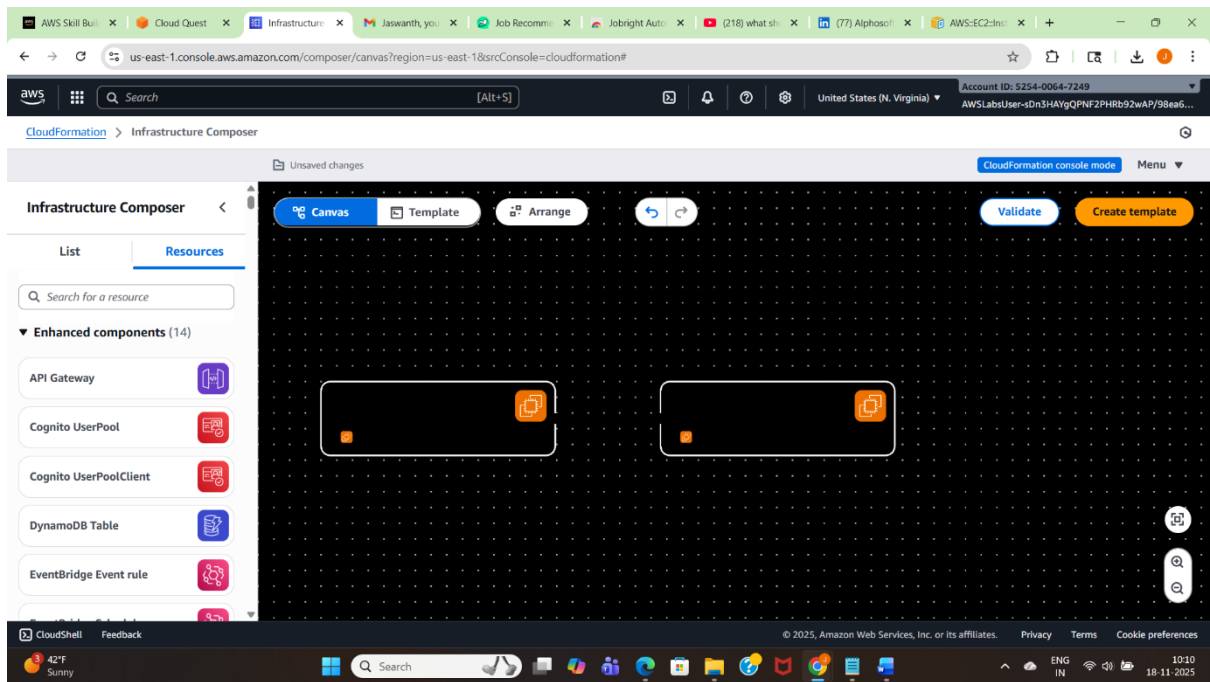 AWS Skill Buil
Cloud Quest
Infrastructure
Jaswanth, you
Job Recomme
Jobright Auto
(218) what sh
(77) Alphosoft
AWS::EC2::Inst
us-east-1.console.aws.amazon.com/composer/canvas?region=us-east-1&srcConsole=cloudformation#
aws
Search
[Alt+S]
United States (N. Virginia)
Account ID: 5254-0064-7249
AWSLabsUser-sDn3HAYgQPNF2PHRb92wAP/98ea6...
CloudFormation > Infrastructure Composer
Unsaved changes
CloudFormation console mode
Menu
Infrastructure Composer
Canvas
Template
Arrange
Validate
Create template
List
Resources
Search for a resource
Enhanced components (14)
API Gateway
Cognito UserPool
Cognito UserPoolClient
DynamoDB Table
EventBridge Event rule
CloudShell
Feedback
© 2025, Amazon Web Services, Inc. or its affiliates.
Privacy
Terms
Cookie preferences
3
42°F
Sunny
Search
ENG
IN
10:10
18-11-2025